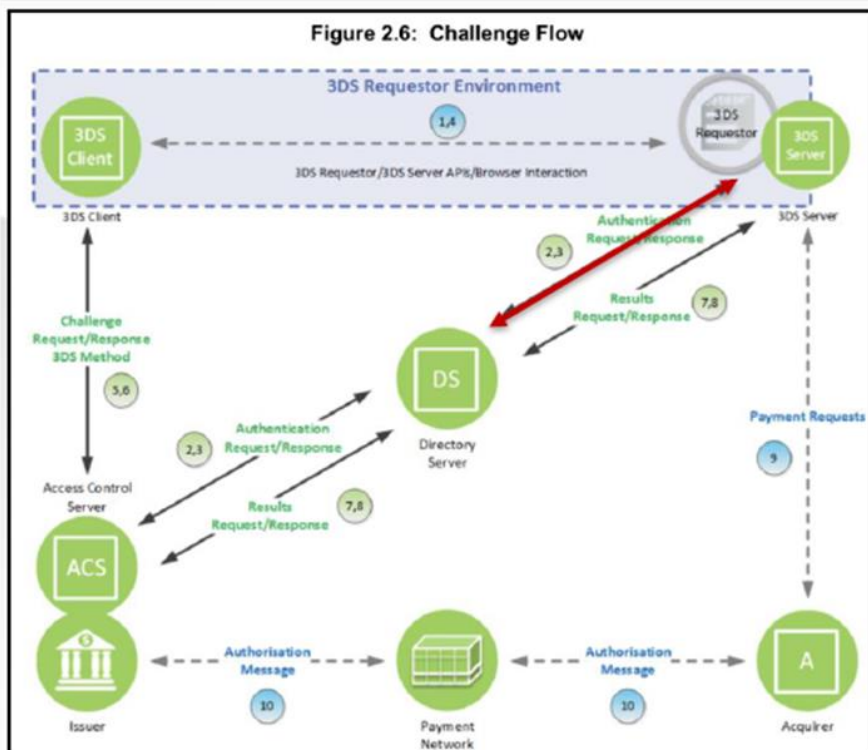 Figure 2.6: Challenge Flow
3DS Requestor Environment
3DS
Client
1,4
3DS
Requestor
3DS
Server
3DS Requestor/3DS Server APIs/Browser Interaction
3DS Client
3DS Server
Authentication
Request/Response
2,3
Results
Request/Response
7,8
Challenge
Request/Response
3DS Method
5,6
DS
Directory
Server
Payment Requests
9
Authentication
Request/Response
2,3
Results
Request/Response
7,8
Access Control
Server
ACS
Issuer
Authorisation
Message
10
Payment
Network
Authorisation
Message
10
A
Acquirer